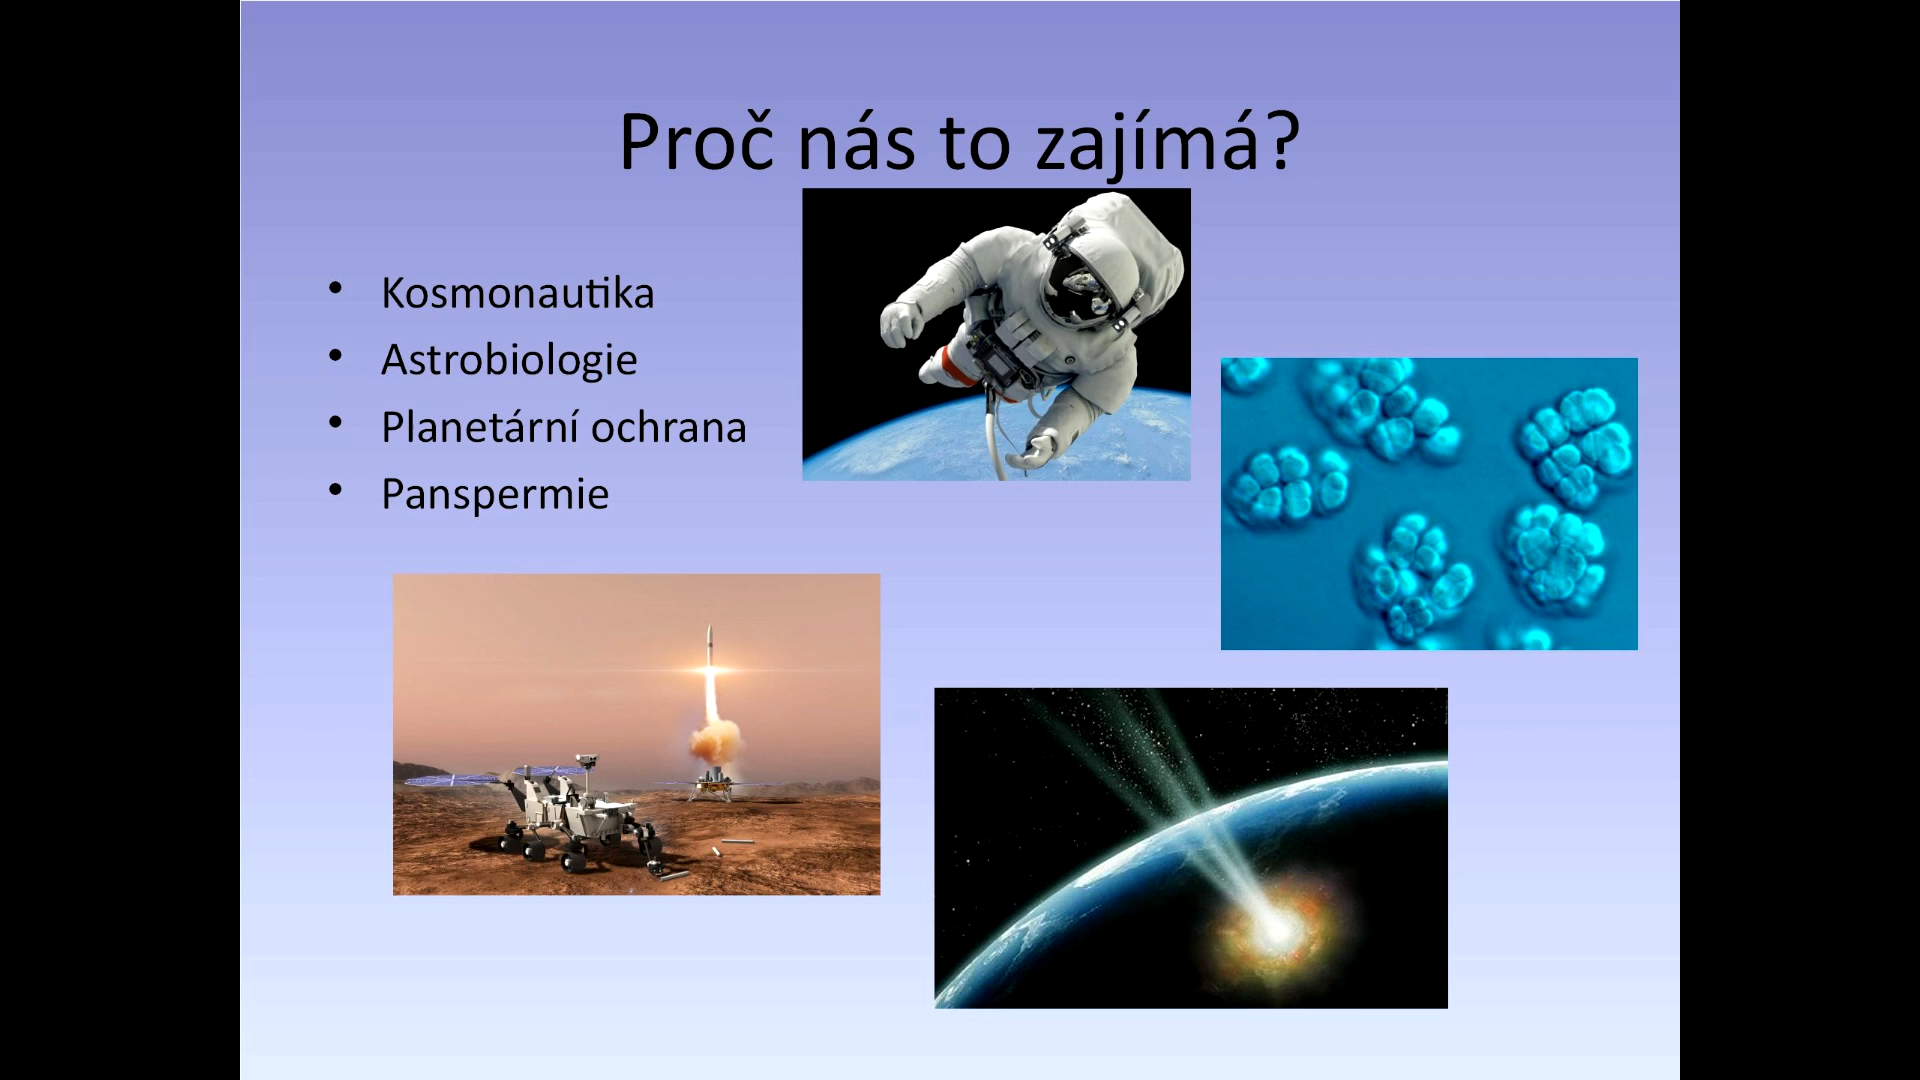 Proč nás to zajímá?
• Kosmonautika
• Astrobiologie
• Planetární ochrana
• Panspermie